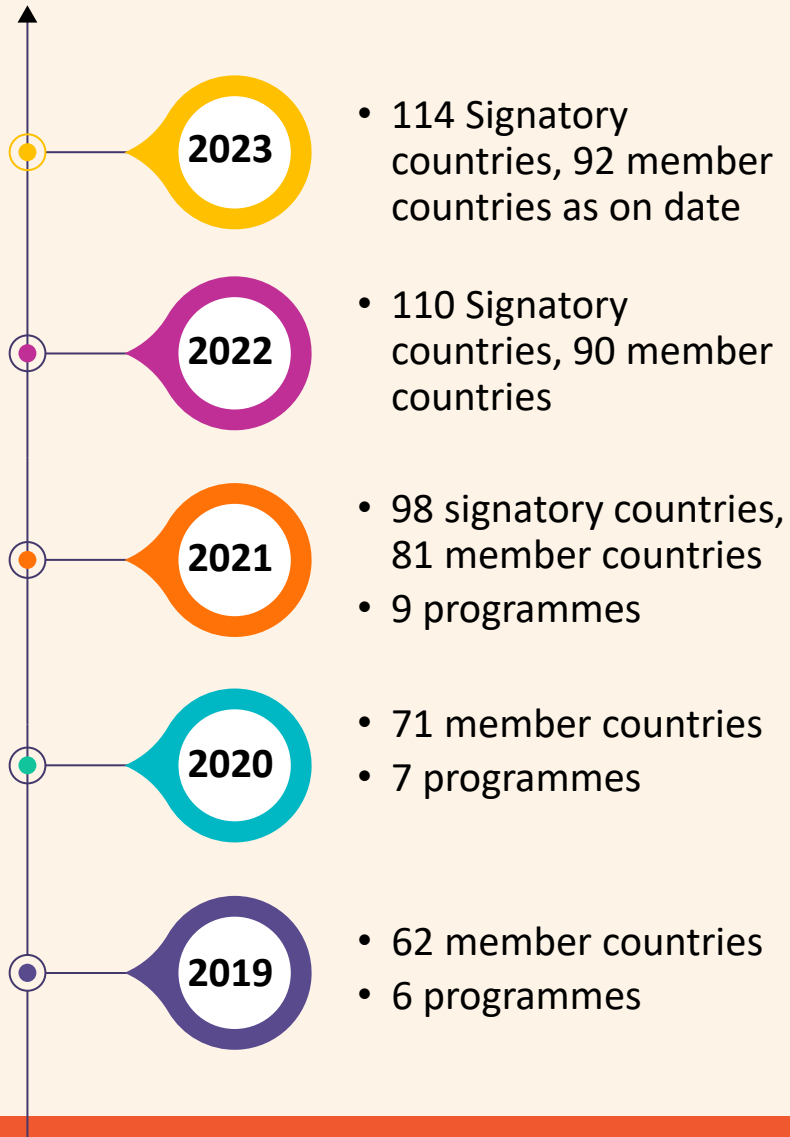 2023
• 114 Signatory
countries, 92 member
countries as on date
2022
• 110 Signatory
countries, 90 member
countries
2021
• 98 signatory countries,
81 member countries
• 9 programmes
2020
• 71 member countries
• 7 programmes
2019
• 62 member countries
• 6 programmes